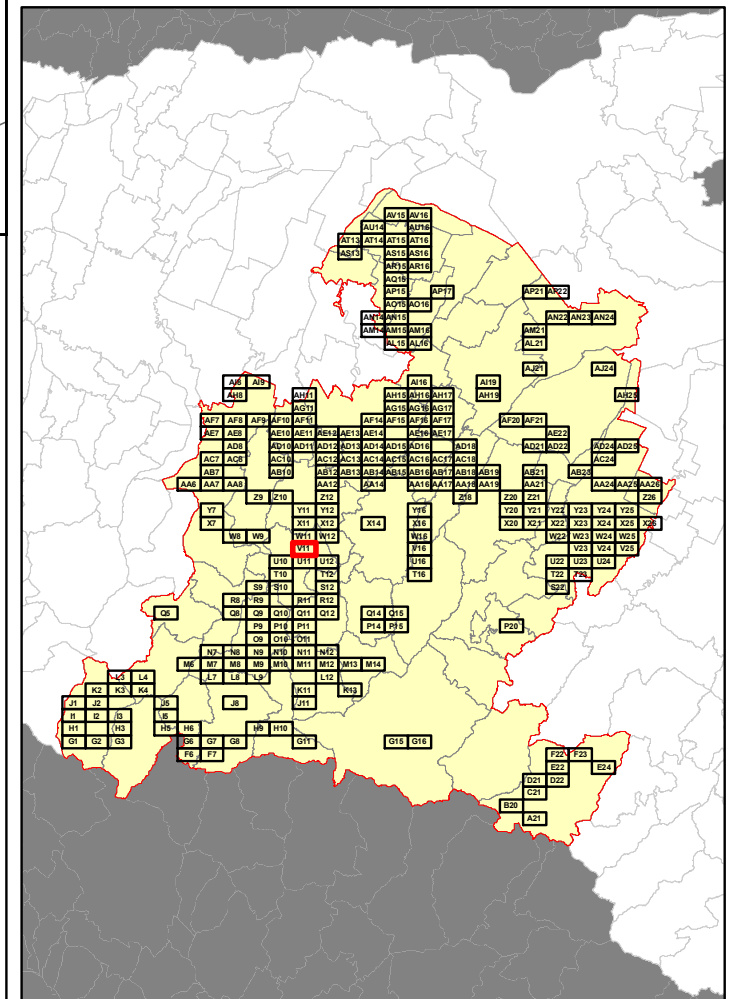 AV15 AV16
AU14 AU16
AT13 AT14 AT15 AT16
AS13 AS15 AS16
AR15 AR16
AQ15
AP15 AP17 AP21 AP22
AO15 AO16
AN14 AN15 AN22 AN23 AN24
AM14 AM15 AM16 AM21
AL15 AL16 AL21
AJ21 AJ24
AI8 AI9 AI16 AI19
AH8 AH11 AH15 AH16 AH17 AH19 AH25
AG11 AG15 AG16 AG17
AF7 AF8 AF9 AF10 AF11 AF14 AF15 AF16 AF17 AF20 AF21
AE7 AE8 AE10 AE11 AE12 AE13 AE14 AE16 AE17 AE22
AD8 AD10 AD11 AD12 AD13 AD14 AD15 AD16 AD18 AD21 AD22 AD24 AD25
AC7 AC8 AC10 AC12 AC13 AC14 AC15 AC16 AC17 AC18 AC24
AB7 AB10 AB12 AB13 AB14 AB15 AB16 AB17 AB18 AB19 AB21 AB23
AA6 AA7 AA8 AA12 AA14 AA16 AA17 AA18 AA19 AA21 AA24 AA25 AA26
Z9 Z10 Z12 Z18 Z20 Z21 Z26
Y7 Y11 Y12 Y16 Y20 Y21 Y22 Y23 Y24 Y25
X7 X11 X12 X14 X16 X20 X21 X22 X23 X24 X25 X26
W8 W9 W11 W12 W16 W22 W23 W24 W25
V11 V16 V23 V24 V25
U10 U11 U12 U16 U22 U23 U24
T10 T12 T16 T22 T23
S9 S10 S12 S22
R8 R9 R11 R12
Q5 Q8 Q9 Q10 Q11 Q12 Q14 Q15
P9 P10 P11 P14 P15 P20
O9 O10 O11
N7 N8 N9 N10 N11 N12
M6 M7 M8 M9 M10 M11 M12 M13 M14
L3 L4 L7 L8 L9 L12
K2 K3 K4 K11 K13
J1 J2 J5 J8 J11
I1 I2 I3 I5
H1 H3 H5 H6 H9 H10
G1 G2 G3 G6 G7 G8 G11 G15 G16
F6 F7 F22 F23
E22 E24
D21 D22
C21
B20
A21